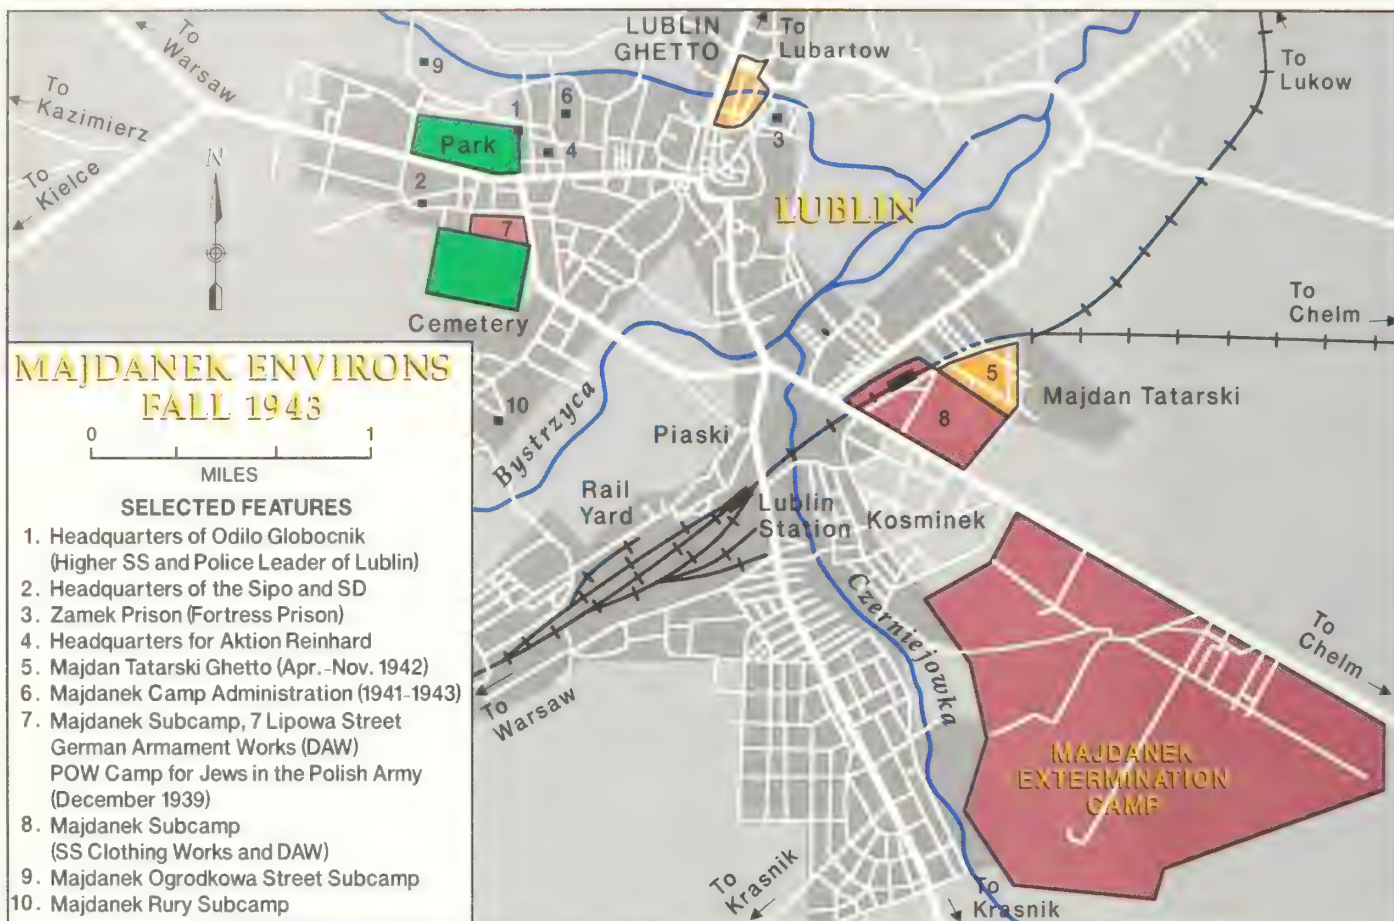 LUBLIN
GHETTO
To
Lubartow
To
Lukow
To
Warsaw
To
Kazimierz
To
Kielce
N
9
1
6
Park
4
3
2
7
LUBLIN
Cemetery
To
Chelm
5
8
Majdan Tatarski
10
Bystrzyca
Piaski
Rail
Yard
Lublin
Station
Kosminek
Czerniejowka
To
Warsaw
To
Chelm
MAJDANEK
EXTERMINATION
CAMP
To
Krasnik
To
Krasnik
MAJDANEK ENVIRONS
FALL 1943
0 1
MILES
SELECTED FEATURES
1. Headquarters of Odilo Globocnik
(Higher SS and Police Leader of Lublin)
2. Headquarters of the Sipo and SD
3. Zamek Prison (Fortress Prison)
4. Headquarters for Aktion Reinhard
5. Majdan Tatarski Ghetto (Apr.-Nov. 1942)
6. Majdanek Camp Administration (1941-1943)
7. Majdanek Subcamp, 7 Lipowa Street
German Armament Works (DAW)
POW Camp for Jews in the Polish Army
(December 1939)
8. Majdanek Subcamp
(SS Clothing Works and DAW)
9. Majdanek Ogrodkowa Street Subcamp
10. Majdanek Rury Subcamp